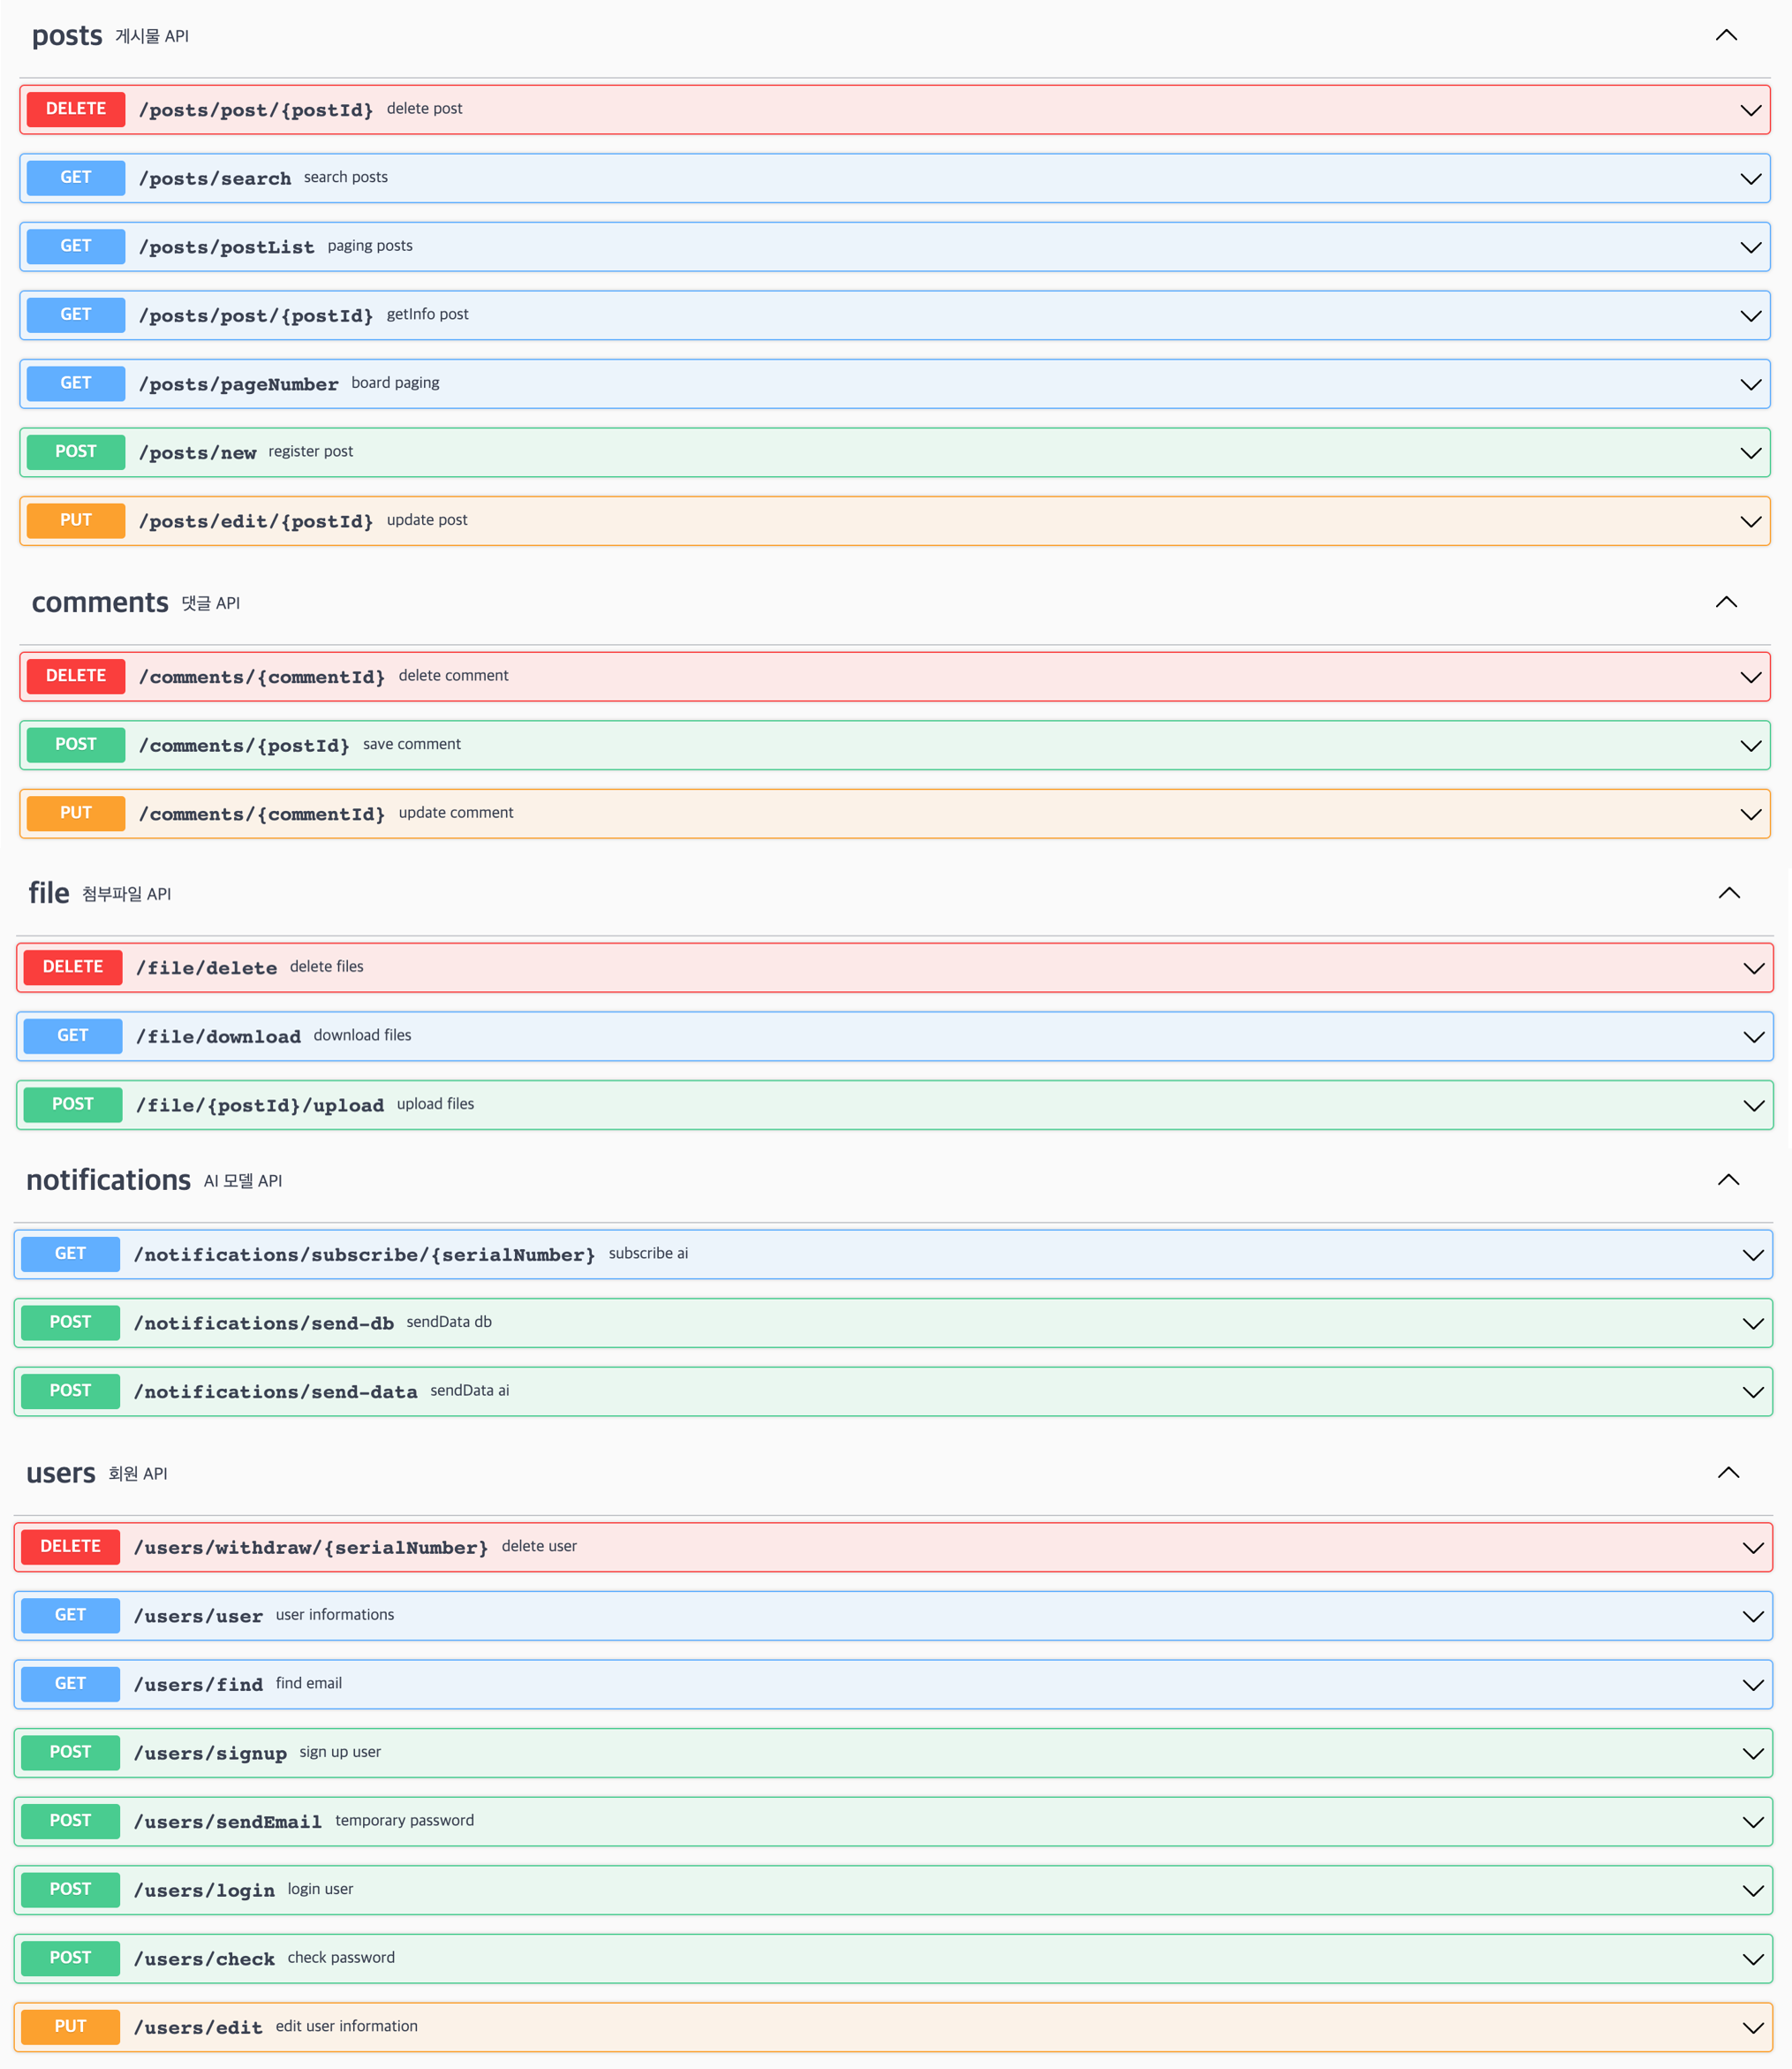 posts 게시물 API
DELETE /posts/post/{postId} delete post
GET /posts/search search posts
GET /posts/postList paging posts
GET /posts/post/{postId} getInfo post
GET /posts/pageNumber board paging
POST /posts/new register post
PUT /posts/edit/{postId} update post
comments 댓글 API
DELETE /comments/{commentId} delete comment
POST /comments/{postId} save comment
PUT /comments/{commentId} update comment
file 첨부파일 API
DELETE /file/delete delete files
GET /file/download download files
POST /file/{postId}/upload upload files
notifications AI 모델 API
GET /notifications/subscribe/{serialNumber} subscribe ai
POST /notifications/send-db sendData db
POST /notifications/send-data sendData ai
users 회원 API
DELETE /users/withdraw/{serialNumber} delete user
GET /users/user user informations
GET /users/find find email
POST /users/signup sign up user
POST /users/sendEmail temporary password
POST /users/login login user
POST /users/check check password
PUT /users/edit edit user information